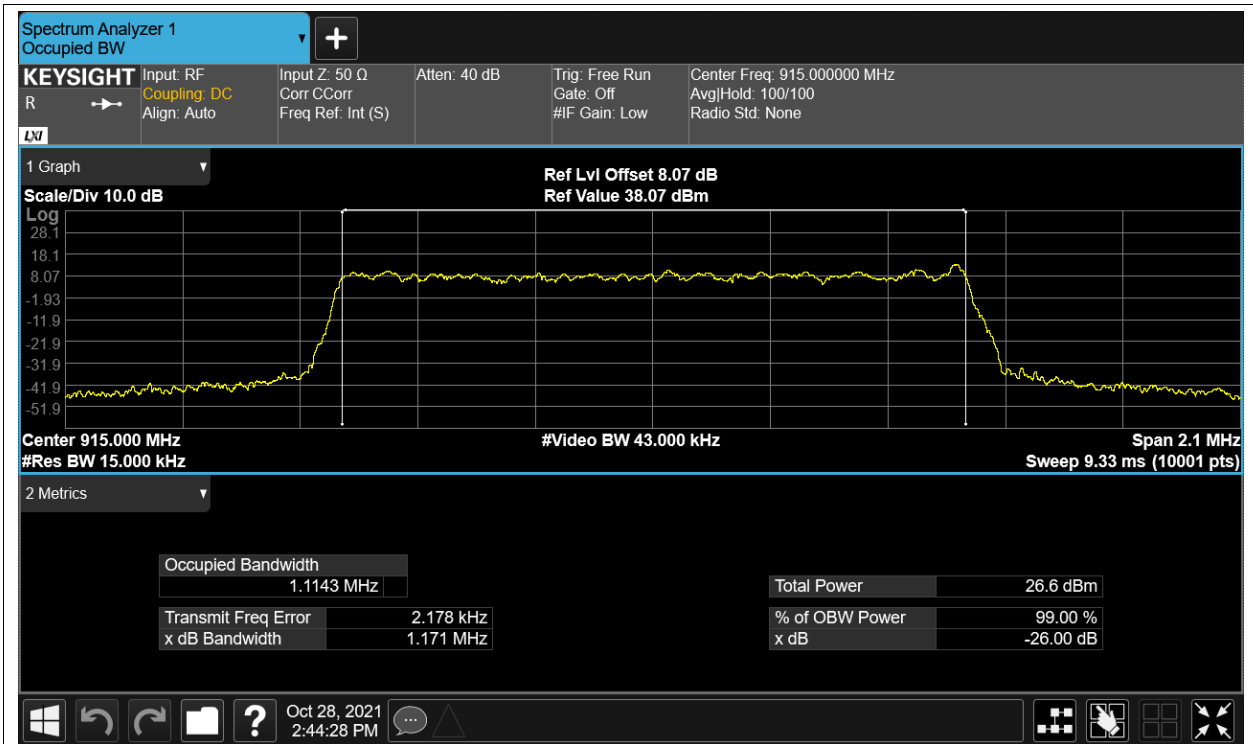 Spectrum Analyzer 1
Occupied BW
+
KEYSIGHT
R
LXI
Input: RF
Coupling: DC
Align: Auto
Input Z: 50 Ω
Corr CCorr
Freq Ref: Int (S)
Atten: 40 dB
Trig: Free Run
Gate: Off
#IF Gain: Low
Center Freq: 915.000000 MHz
Avg|Hold: 100/100
Radio Std: None
1 Graph
Ref Lvl Offset 8.07 dB
Scale/Div 10.0 dB
Ref Value 38.07 dBm
Log
28.1
18.1
8.07
-1.93
-11.9
-21.9
-31.9
-41.9
-51.9
Center 915.000 MHz
#Video BW 43.000 kHz
Span 2.1 MHz
#Res BW 15.000 kHz
Sweep 9.33 ms (10001 pts)
2 Metrics
Occupied Bandwidth
1.1143 MHz
Total Power 26.6 dBm
Transmit Freq Error 2.178 kHz
% of OBW Power 99.00 %
x dB Bandwidth 1.171 MHz
x dB -26.00 dB
?
Oct 28, 2021
2:44:28 PM